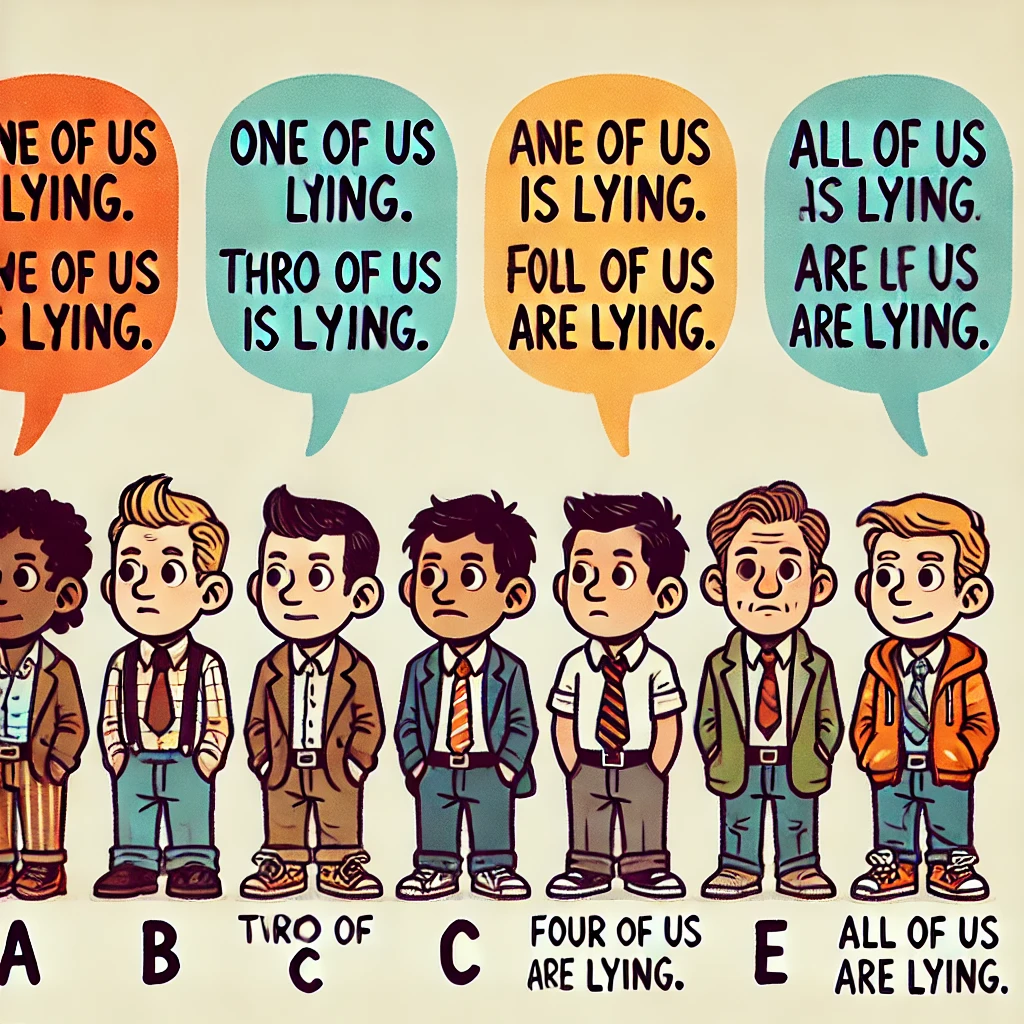 NE OF US
LYING.
NE OF US
S LYING.
ONE OF US
LYING.
THRO OF US
IS LYING.
ANE OF US
IS LYING.
FOLL OF US
ARE LYING.
ALL OF US
IS LYING.
ARE LF US
ARE LYING.
A
B
TWRO OF
C
C
FOUR OF US
ARE LYING.
E
ALL OF US
ARE LYING.